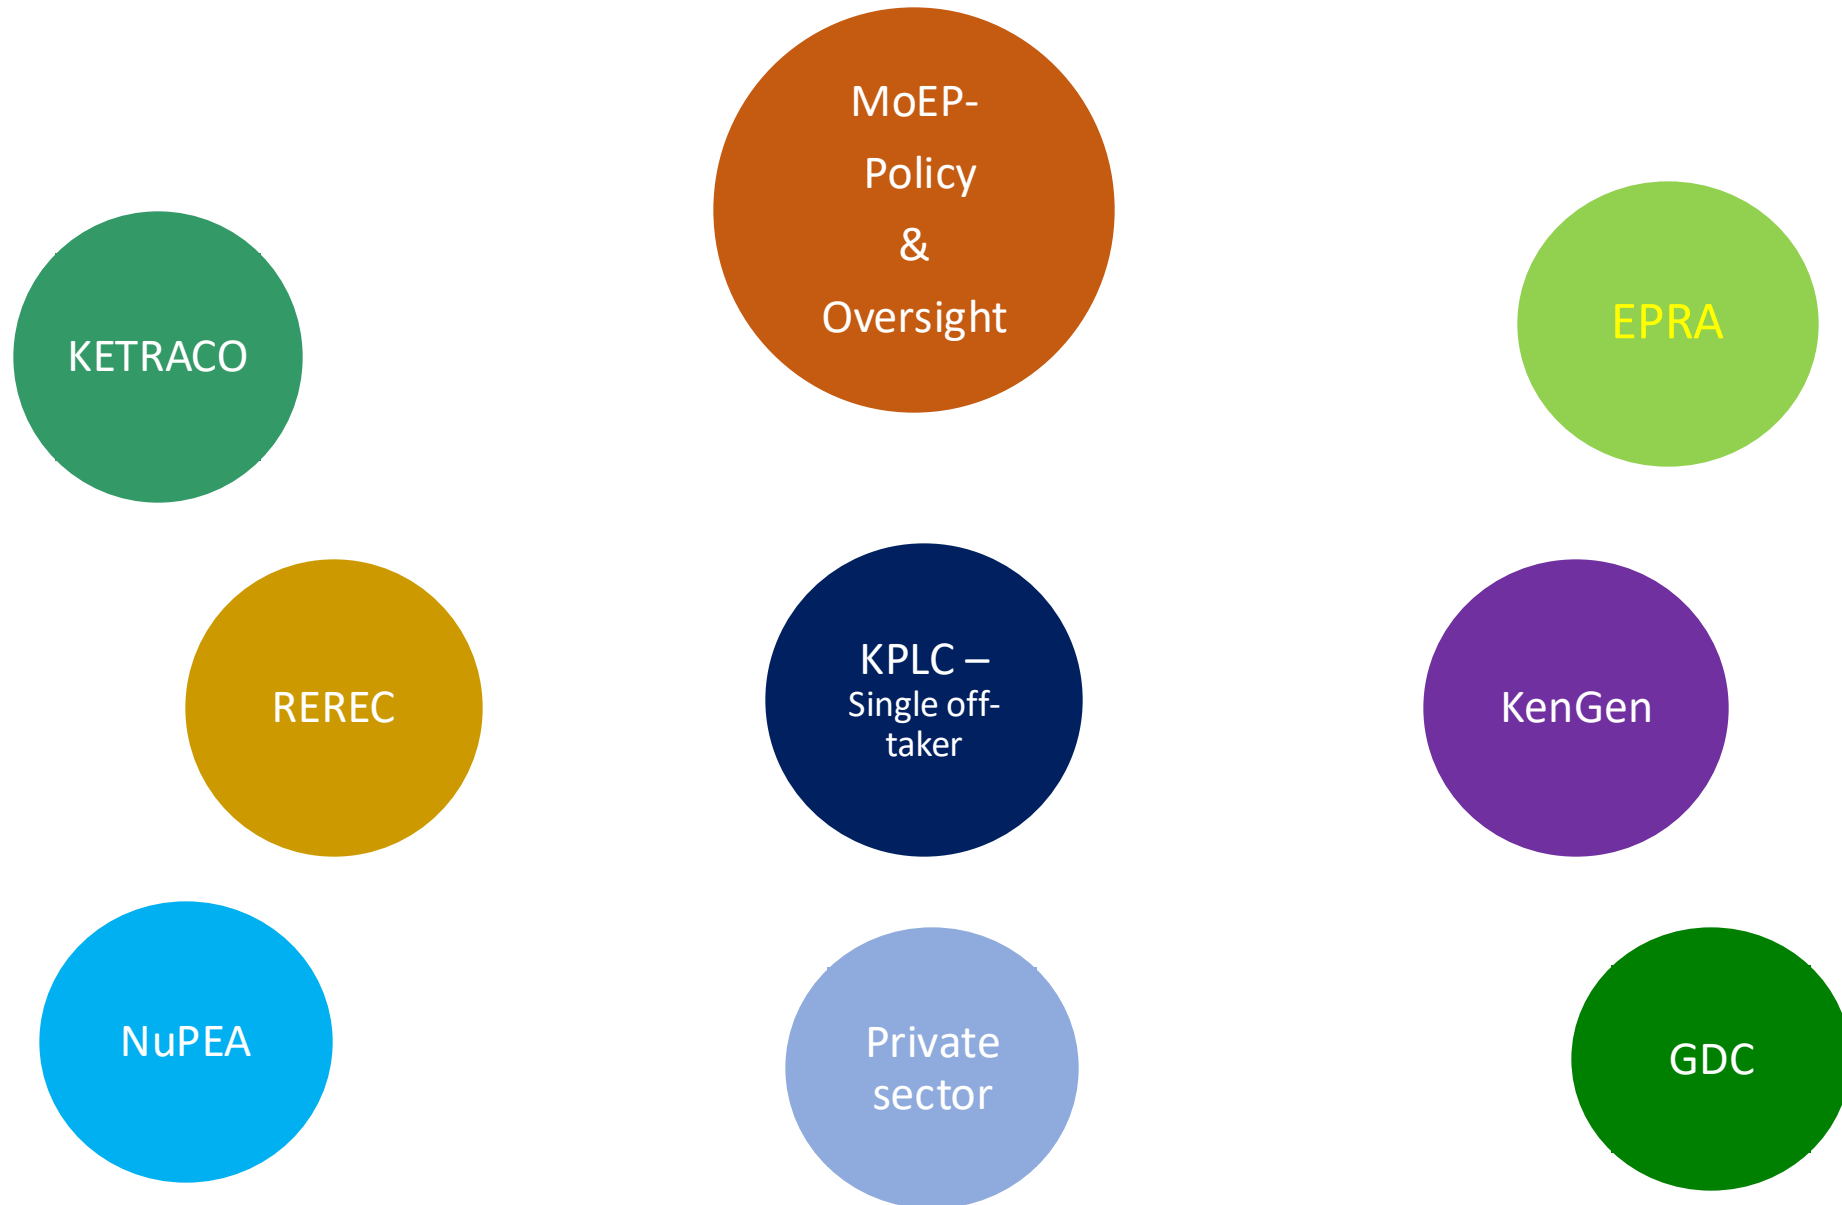 MoEP-
Policy
&
Oversight
KETRACO
EPRA
REREC
KPLC –
Single off-
taker
KenGen
NuPEA
Private
sector
GDC